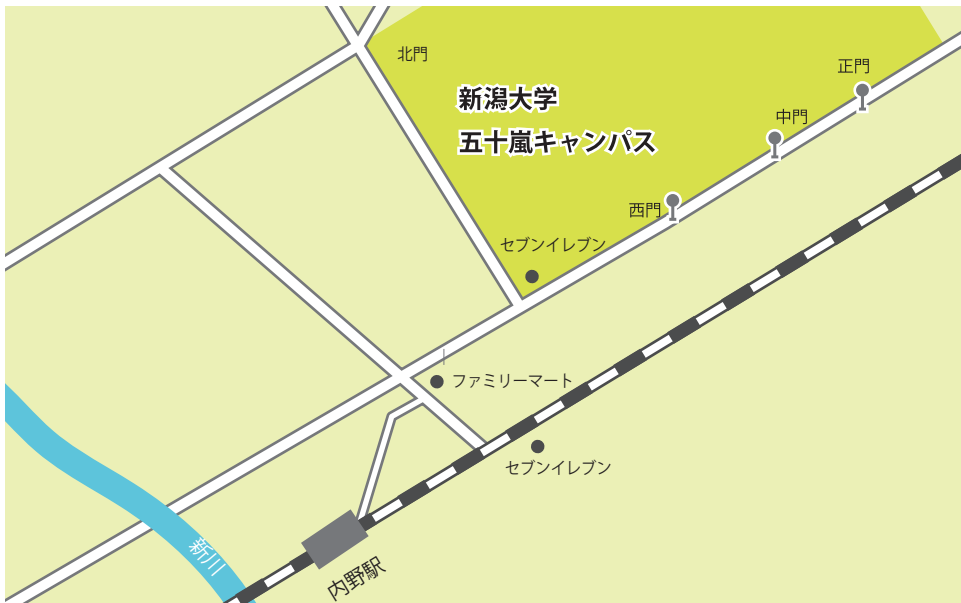 北門
正門
新潟大学
中門
五十嵐キャンパス
西門
セブンイレブン
ファミリーマート
セブンイレブン
新川
内野駅